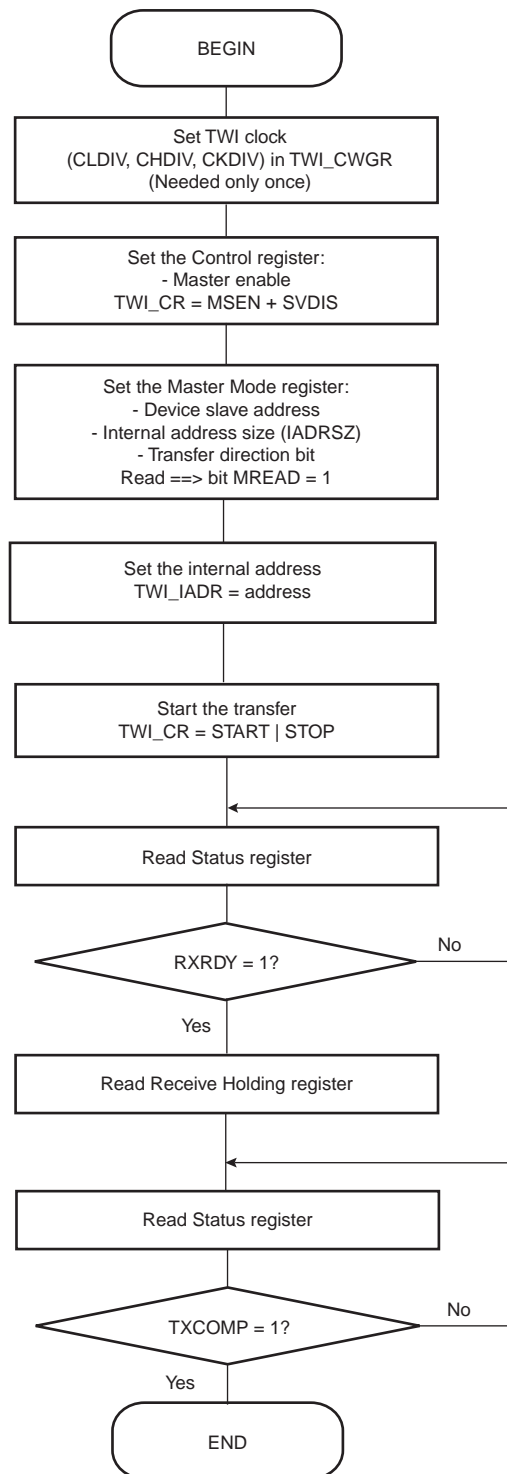 BEGIN
Set TWI clock
(CLDIV, CHDIV, CKDIV) in TWI_CWGR
(Needed only once)
Set the Control register:
- Master enable
TWI_CR = MSEN + SVDIS
Set the Master Mode register:
- Device slave address
- Internal address size (IADRSZ)
- Transfer direction bit
Read ==> bit MREAD = 1
Set the internal address
TWI_IADR = address
Start the transfer
TWI_CR = START | STOP
Read Status register
RXRDY = 1?
No
Yes
Read Receive Holding register
Read Status register
TXCOMP = 1?
No
Yes
END